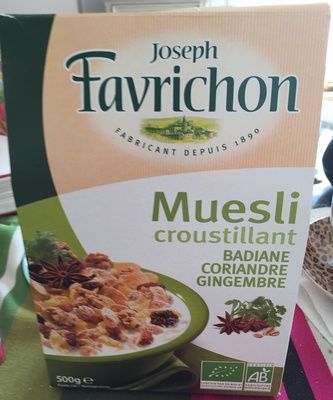 Joseph
Favrichon
FABRICANT DEPUIS 1890
Muesli
croustillant
BADIANE
CORIANDRE
GINGEMBRE
500g e
AB